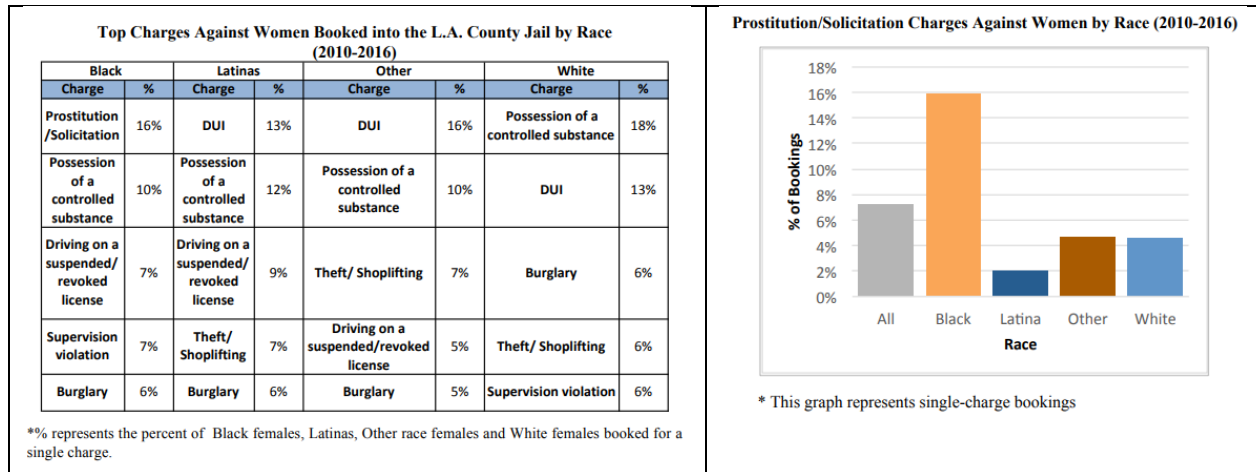 Top Charges Against Women Booked into the L.A. County Jail by Race
(2010-2016)
Black Latinas Other White
Charge % Charge % Charge % Charge %
Prostitution
/Solicitation 16% DUI 13% DUI 16% Possession of a
controlled substance 18%
Possession
of a
controlled
substance 10% Possession
of a
controlled
substance 12% Possession of a
controlled
substance 10% DUI 13%
Driving on a
suspended/
revoked
license 7% Driving on a
suspended/
revoked
license 9% Theft/ Shoplifting 7% Burglary 6%
Supervision
violation 7% Theft/
Shoplifting 7% Driving on a
suspended/revoked
license 5% Theft/ Shoplifting 6%
Burglary 6% Burglary 6% Burglary 5% Supervision violation 6%
*% represents the percent of Black females, Latinas, Other race females and White females booked for a
single charge.
Prostitution/Solicitation Charges Against Women by Race (2010-2016)
% of Bookings
18%
16%
14%
12%
10%
8%
6%
4%
2%
0%
All Black Latina Other White
Race
* This graph represents single-charge bookings